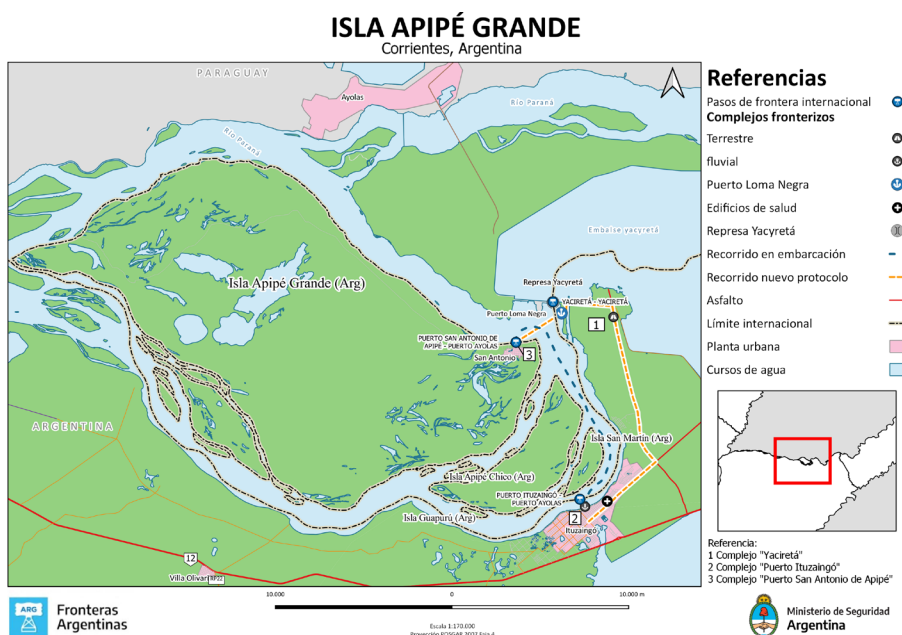 ISLA APIPÉ GRANDE
Corrientes, Argentina
PARAGUAY
Ayolas
Río Paraná
Río Paraná
Embalse yacyretá
Isla Apipé Grande (Arg)
Represa Yacyretá
YACIRETÁ - YACIRETÁ
Puerto Loma Negra
1
PUERTO SAN ANTONIO DE
APIPÉ - PUERTO AYOLAS
San Antonio
3
ARGENTINA
Isla San Martín (Arg)
Isla Apipé Chico (Arg)
PUERTO ITUZAINGÓ -
PUERTO AYOLAS
Isla Guapurú (Arg)
2
Ituzaingó
12
Villa Olivari
RP22
Referencias
Pasos de frontera internacional
Complejos fronterizos
Terrestre
fluvial
Puerto Loma Negra
Edificios de salud
Represa Yacyretá
Recorrido en embarcación
Recorrido nuevo protocolo
Asfalto
Límite internacional
Planta urbana
Cursos de agua
Referencia:
1 Complejo "Yaciretá"
2 Complejo "Puerto Ituzaingó"
3 Complejo "Puerto San Antonio de Apipé"
ARG
Fronteras
Argentinas
10.000 0 10.000 m
Escala 1:170.000
Proyección POSGAR 2007 Faja 4
Ministerio de Seguridad
Argentina